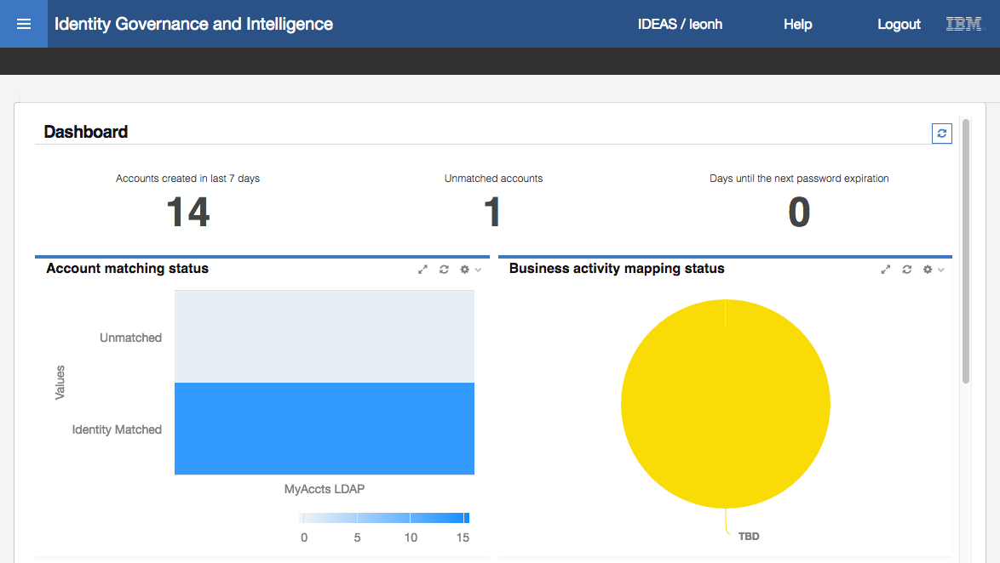 Identity Governance and Intelligence
IDEAS / leonh
Help
Logout
IBM
Dashboard
Accounts created in last 7 days
14
Unmatched accounts
1
Days until the next password expiration
0
Account matching status
Unmatched
Values
Identity Matched
MyAccts LDAP
0 5 10 15
Business activity mapping status
TBD